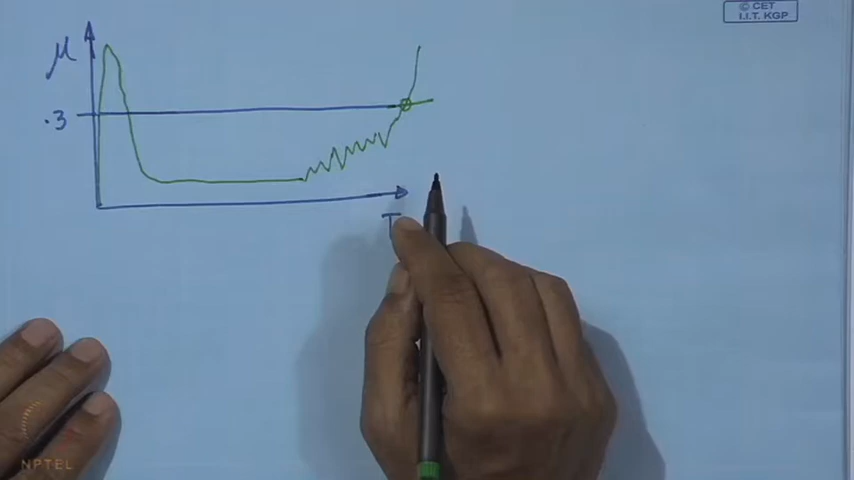 © CET
I.I.T. KGP
μ
.3
T
NPTEL